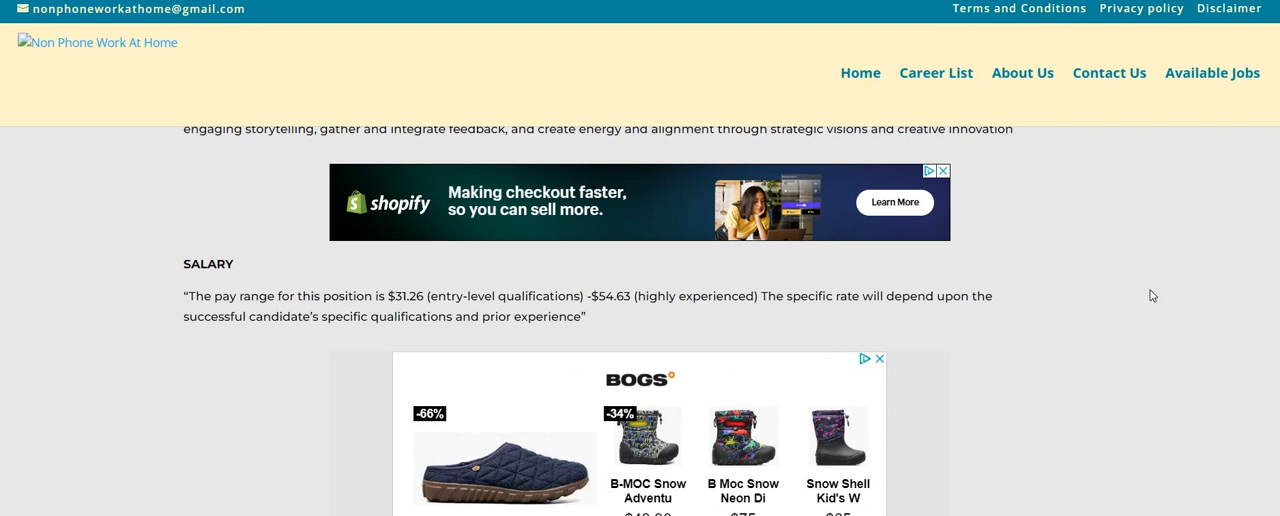 nonphoneworkathome@gmail.com
Terms and Conditions Privacy policy Disclaimer
Non Phone Work At Home
Home Career List About Us Contact Us Available Jobs
engaging storytelling, gather and integrate feedback, and create energy and alignment through strategic visions and creative innovation
shopify
Making checkout faster,
so you can sell more.
Learn More
SALARY
“The pay range for this position is $31.26 (entry-level qualifications) -$54.63 (highly experienced) The specific rate will depend upon the
successful candidate’s specific qualifications and prior experience”
BOGS
-66% -34%
B-MOC Snow
Adventu
B Moc Snow
Neon Di
Snow Shell
Kid's W